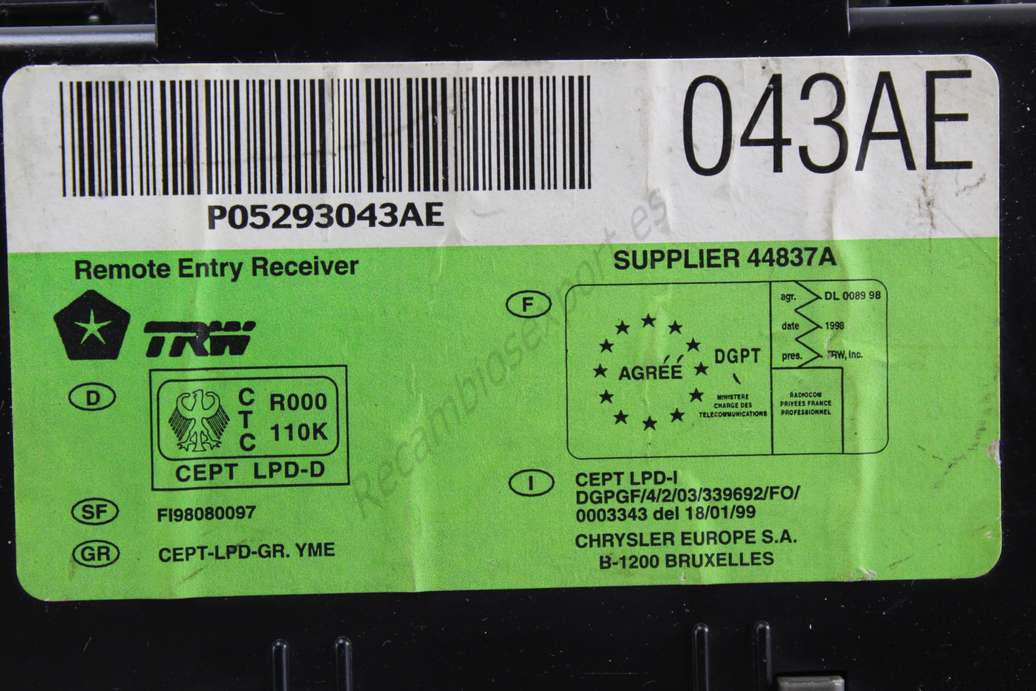 043AE
P05293043AE
Remote Entry Receiver
SUPPLIER 44837A
TRW
F
AGRÉÉ
DGPT
MINISTERE
CHARGE DES
TELECOMMUNICATIONS
agr. DL 0089 98
date 1998
pres. TRW, Inc.
RADIOCOM
PRIVEES FRANCE
PROFESSIONNEL
D
CTC
R000
110K
CEPT LPD-D
SF FI98080097
GR CEPT-LPD-GR. YME
I CEPT LPD-I
DGPGF/4/2/03/339692/FO/
0003343 del 18/01/99
CHRYSLER EUROPE S.A.
B-1200 BRUXELLES
Recambiosexport.es